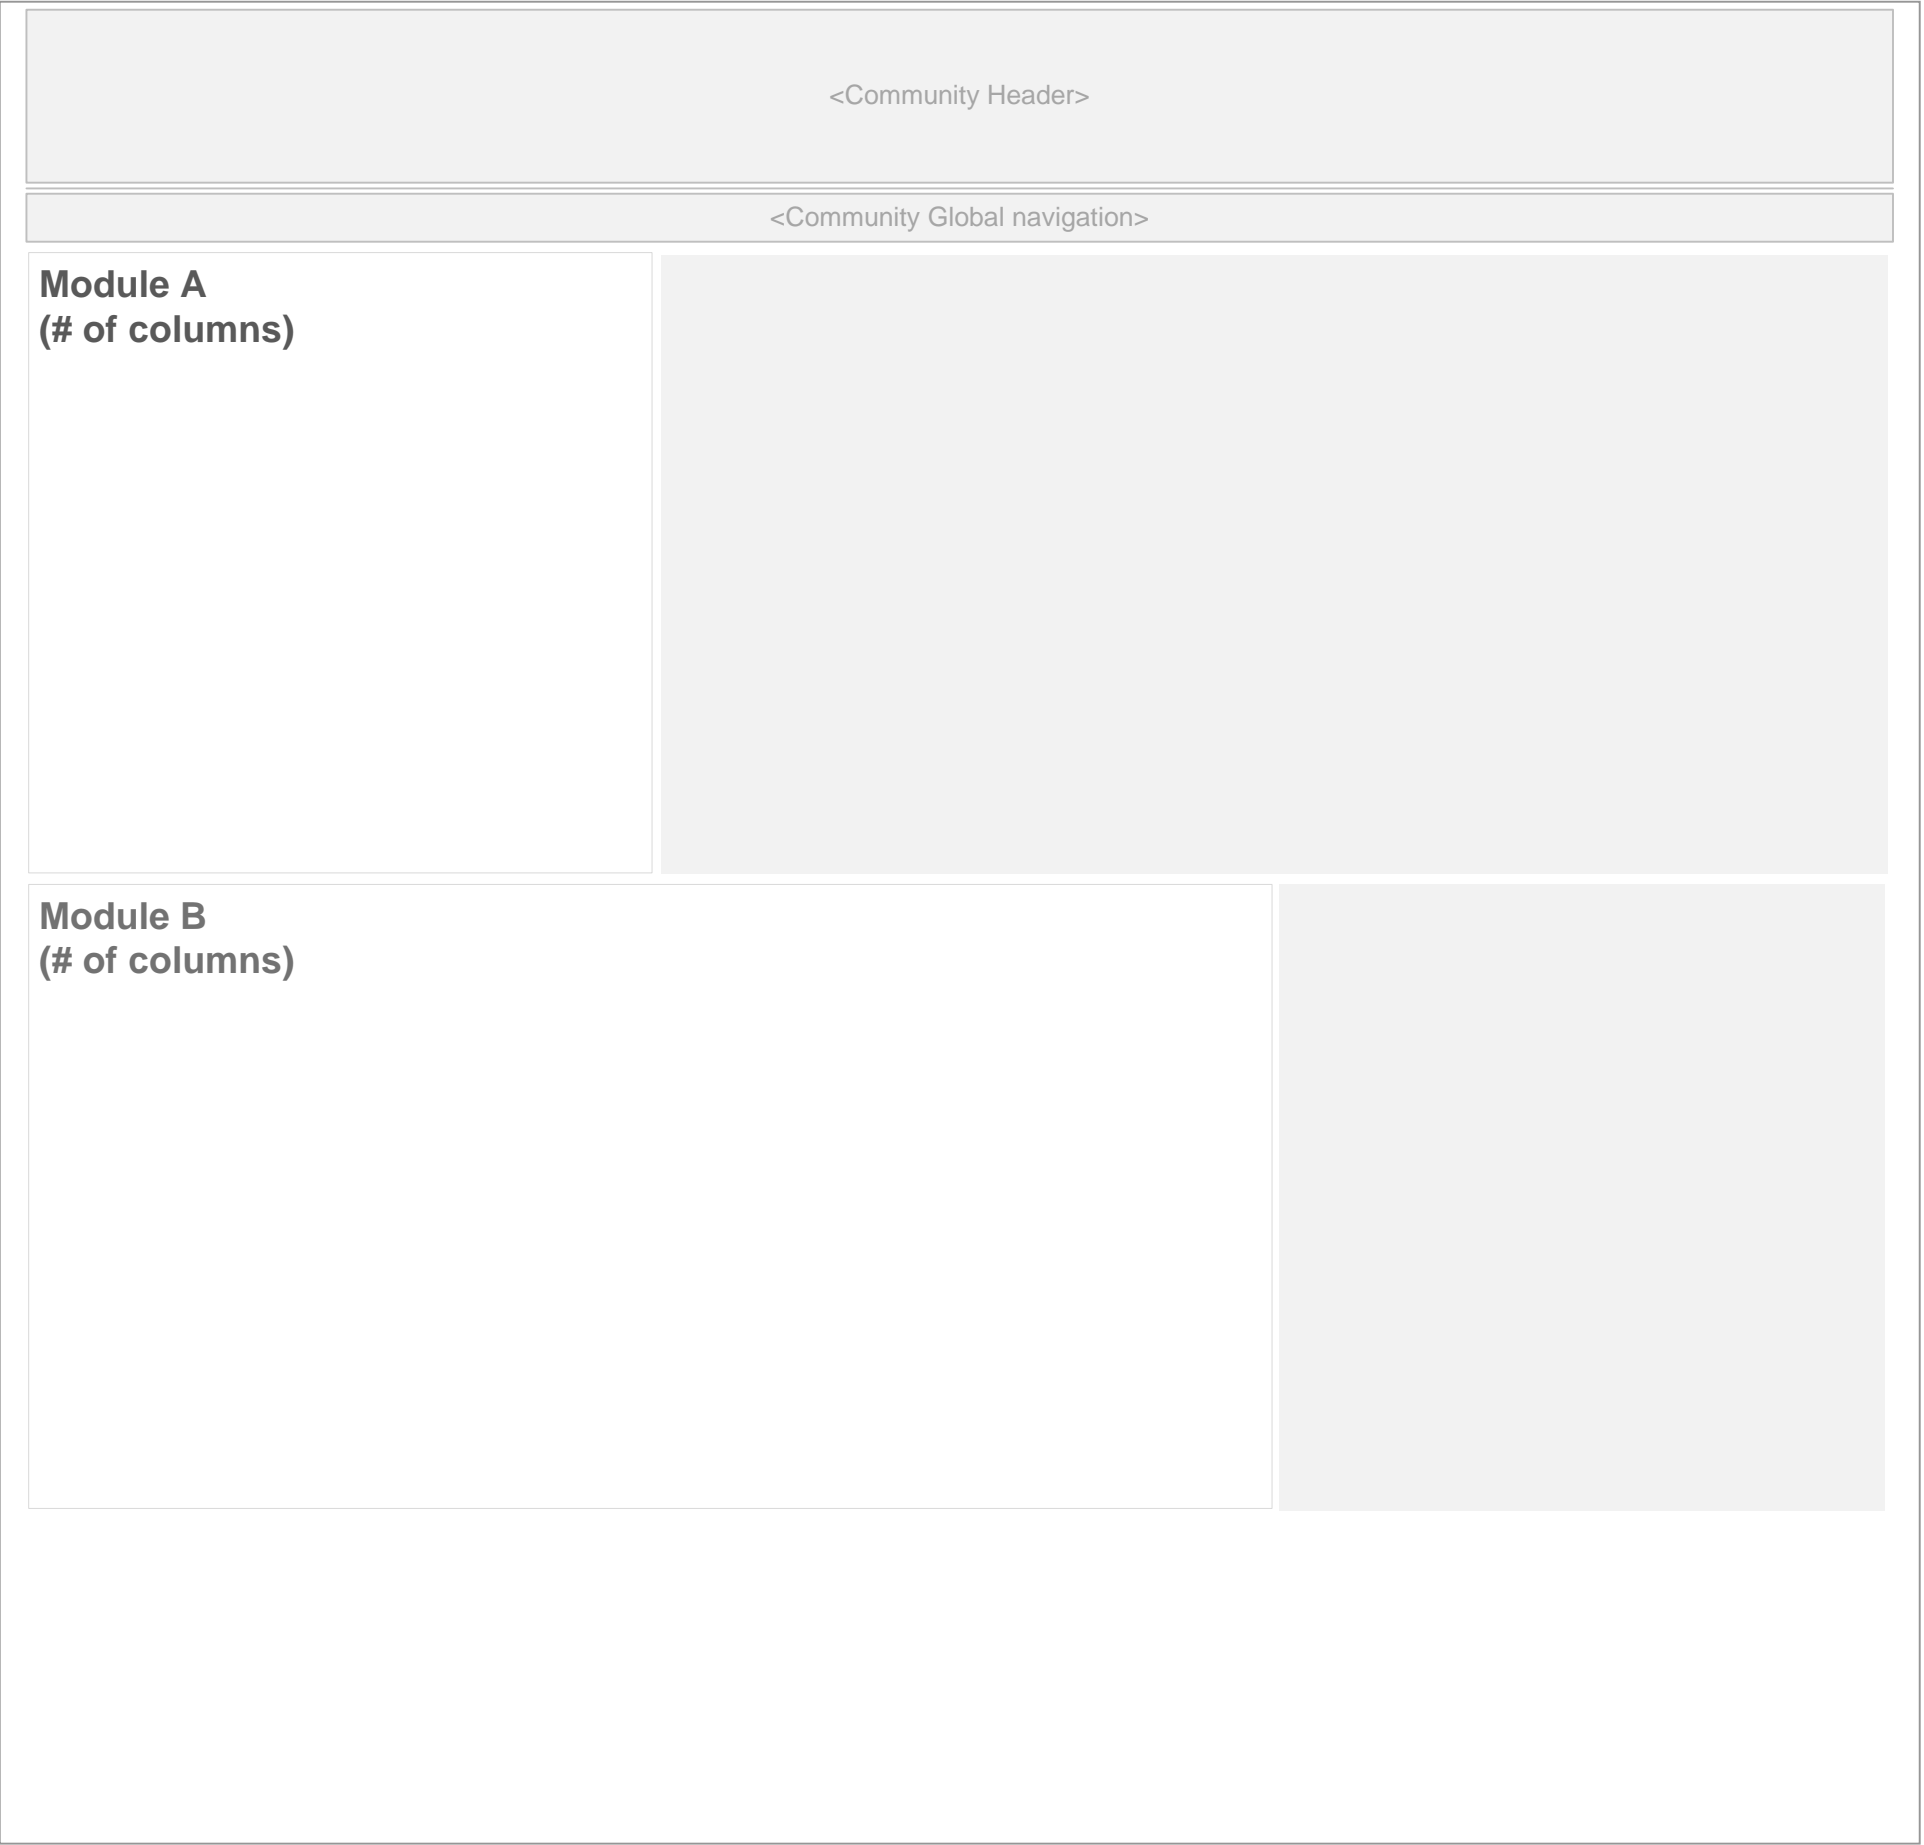 <Community Header>
<Community Global navigation>
Module A
(# of columns)
Module B
(# of columns)